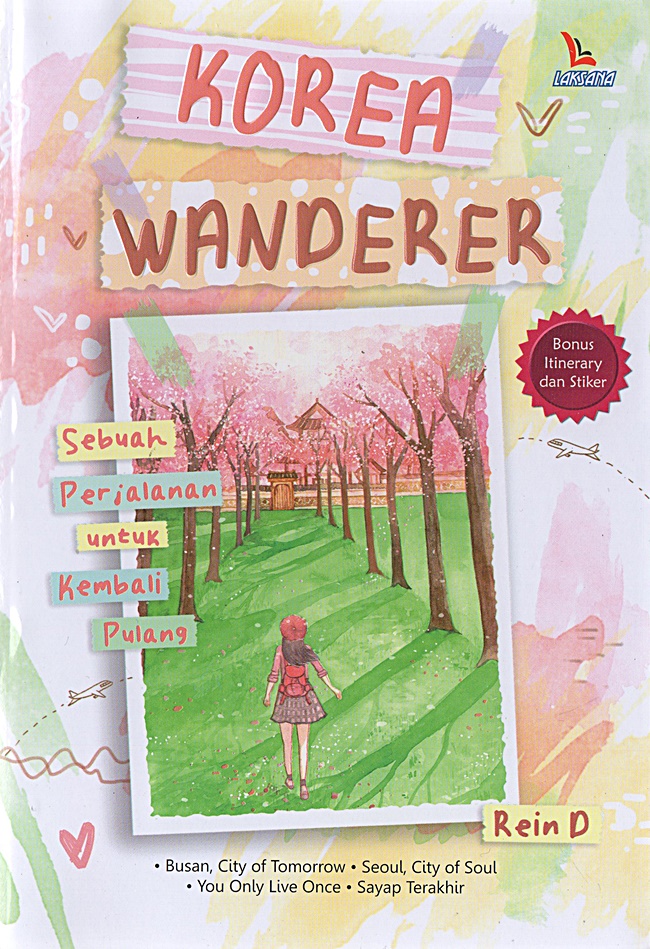 KOREA
LAKSANA
WANDERER
Bonus
Itinerary
dan Stiker
Sebuah
Perjalanan
untuk
Kembali
Pulang
Rein D
• Busan, City of Tomorrow • Seoul, City of Soul
• You Only Live Once • Sayap Terakhir